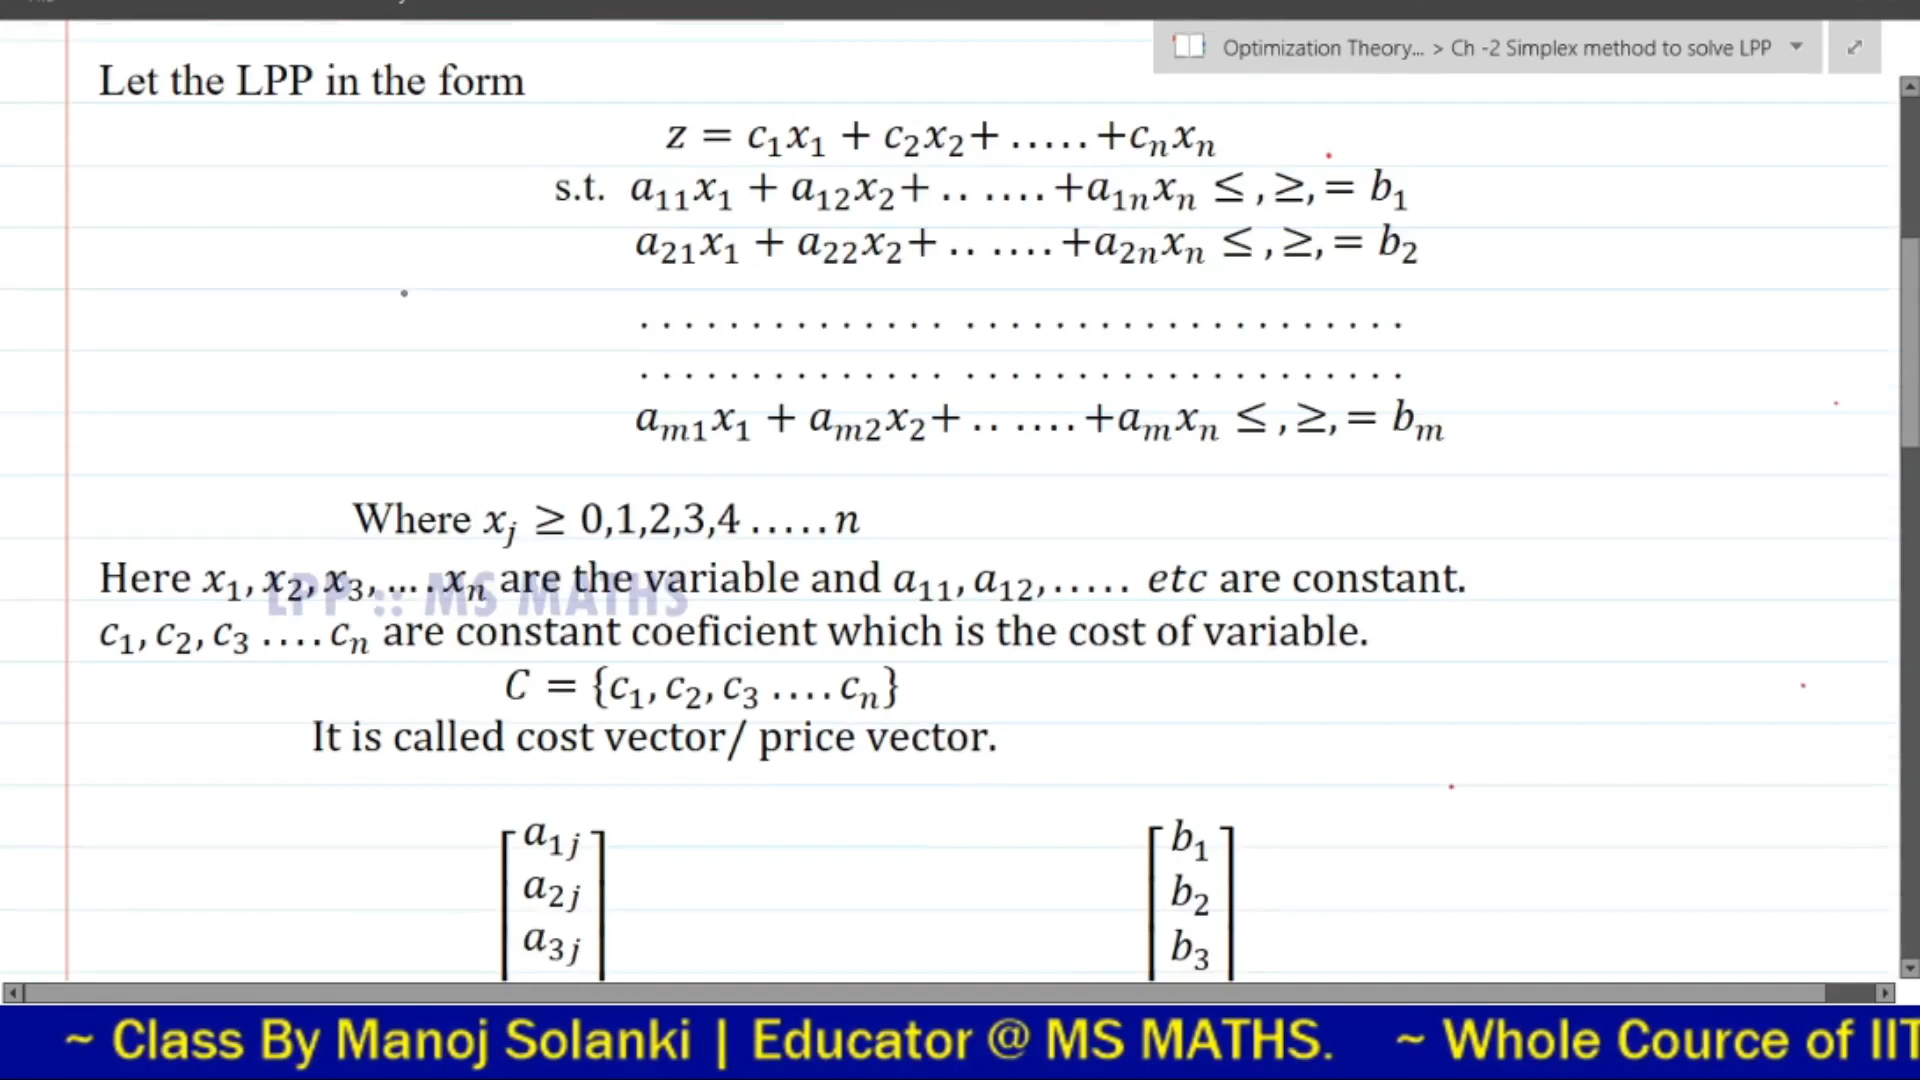 Optimization Theory... > Ch -2 Simplex method to solve LPP
Let the LPP in the form
z = c₁x₁ + c₂x₂+ .....+cₙxₙ
s.t. a₁₁x₁ + a₁₂x₂+ .. ....+a₁ₙxₙ ≤ , ≥, = b₁
a₂₁x₁ + a₂₂x₂+ .. ....+a₂ₙxₙ ≤ , ≥, = b₂
. . . . . . . . . . . . . . . . . . . . . . . . . . .
. . . . . . . . . . . . . . . . . . . . . . . . . . .
aₘ₁x₁ + aₘ₂x₂+ .. ....+aₘxₙ ≤ , ≥, = bₘ
Where xⱼ ≥ 0,1,2,3,4 ..... n
Here x₁, x₂, x₃, ... . xₙ are the variable and a₁₁, a₁₂, ..... etc are constant.
LPP :: MS MATHS
c₁, c₂, c₃ .... cₙ are constant coeficient which is the cost of variable.
C = {c₁, c₂, c₃ .... cₙ}
It is called cost vector/ price vector.
a₁ⱼ b₁
a₂ⱼ b₂
a₃ⱼ b₃
~ Class By Manoj Solanki | Educator @ MS MATHS. ~ Whole Cource of IIT